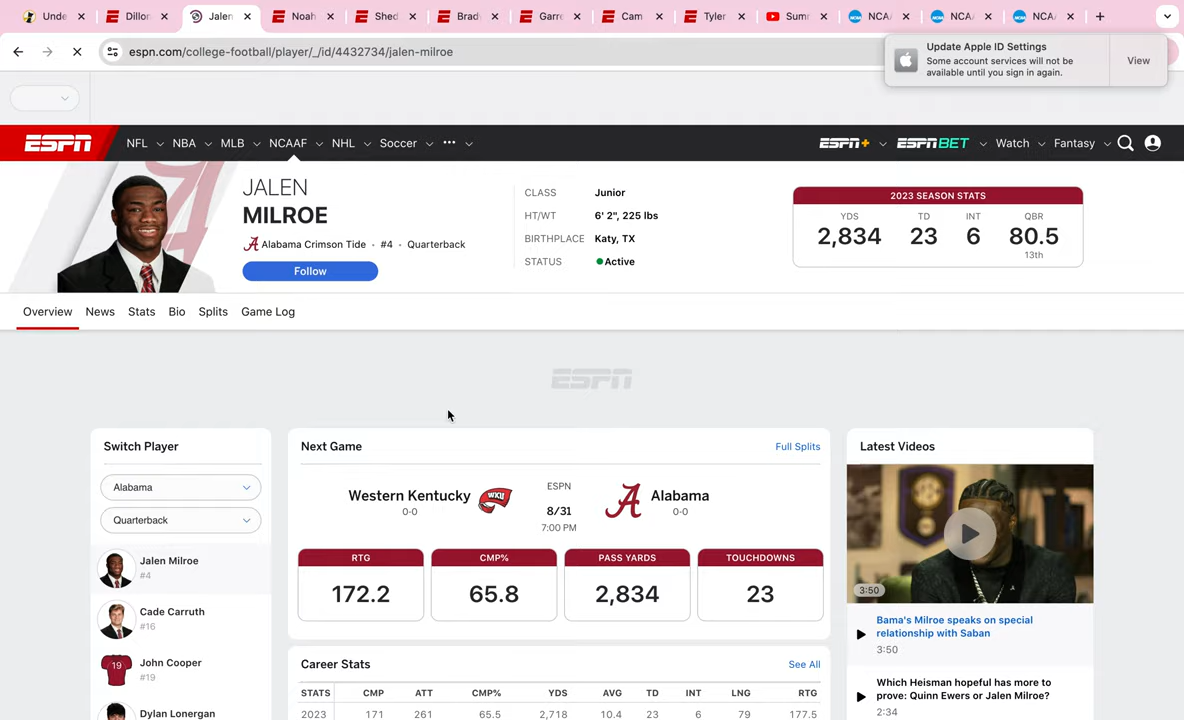 Unde
Dillon
Jalen
Noah
Shed
Brad
Garre
Cam
Tyler
Sumr
NCAA
NCAA
NCAA
espn.com/college-football/player/_/id/4432734/jalen-milroe
Update Apple ID Settings
Some account services will not be
available until you sign in again.
View
ESPN
NFL
NBA
MLB
NCAAF
NHL
Soccer
•••
ESPN+
ESPN BET
Watch
Fantasy
JALEN
MILROE
Alabama Crimson Tide • #4 • Quarterback
Follow
CLASS Junior
HT/WT 6' 2", 225 lbs
BIRTHPLACE Katy, TX
STATUS Active
2023 SEASON STATS
YDS TD INT QBR
2,834 23 6 80.5
13th
Overview News Stats Bio Splits Game Log
ESPN
Switch Player
Alabama
Quarterback
Jalen Milroe
#4
Cade Carruth
#16
19
John Cooper
#19
Dylan Lonergan
Next Game
Full Splits
Western Kentucky
0-0
WKU
ESPN
8/31
7:00 PM
Alabama
0-0
RTG CMP% PASS YARDS TOUCHDOWNS
172.2 65.8 2,834 23
Career Stats
See All
STATS CMP ATT CMP% YDS AVG TD INT LNG RTG
2023 171 261 65.5 2,718 10.4 23 6 79 177.5
Latest Videos
3:50
Bama's Milroe speaks on special
relationship with Saban
3:50
Which Heisman hopeful has more to
prove: Quinn Ewers or Jalen Milroe?
2:34